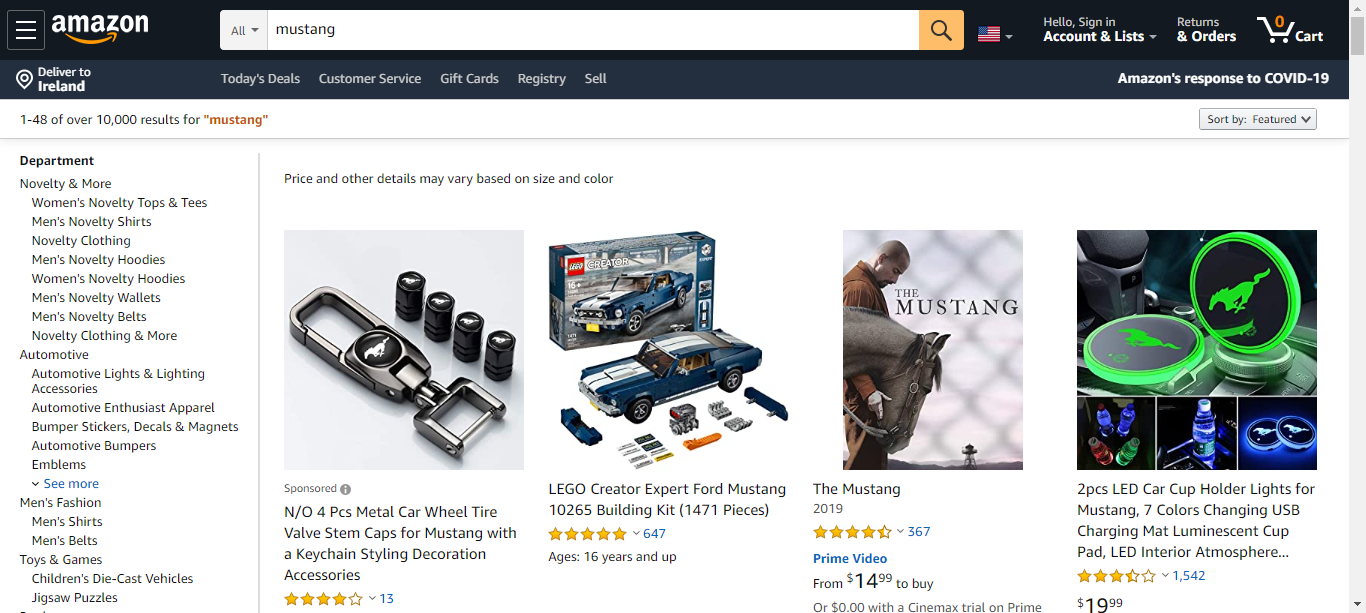 amazon
All
mustang
Hello, Sign in
Account & Lists
Returns
& Orders
0
Cart
Deliver to
Ireland
Today's Deals
Customer Service
Gift Cards
Registry
Sell
Amazon's response to COVID-19
1-48 of over 10,000 results for "mustang"
Sort by: Featured
Department
Novelty & More
Women's Novelty Tops & Tees
Men's Novelty Shirts
Novelty Clothing
Men's Novelty Hoodies
Women's Novelty Hoodies
Men's Novelty Wallets
Men's Novelty Belts
Novelty Clothing & More
Automotive
Automotive Lights & Lighting
Accessories
Automotive Enthusiast Apparel
Bumper Stickers, Decals & Magnets
Automotive Bumpers
Emblems
See more
Men's Fashion
Men's Shirts
Men's Belts
Toys & Games
Children's Die-Cast Vehicles
Jigsaw Puzzles
Price and other details may vary based on size and color
Sponsored
N/O 4 Pcs Metal Car Wheel Tire
Valve Stem Caps for Mustang with
a Keychain Styling Decoration
Accessories
13
LEGO
CREATOR
16+
LEGO Creator Expert Ford Mustang
10265 Building Kit (1471 Pieces)
647
Ages: 16 years and up
THE
MUSTANG
The Mustang
2019
367
Prime Video
From $14.99 to buy
Or $0.00 with a Cinemax trial on Prime
2pcs LED Car Cup Holder Lights for
Mustang, 7 Colors Changing USB
Charging Mat Luminescent Cup
Pad, LED Interior Atmosphere...
1,542
$19.99